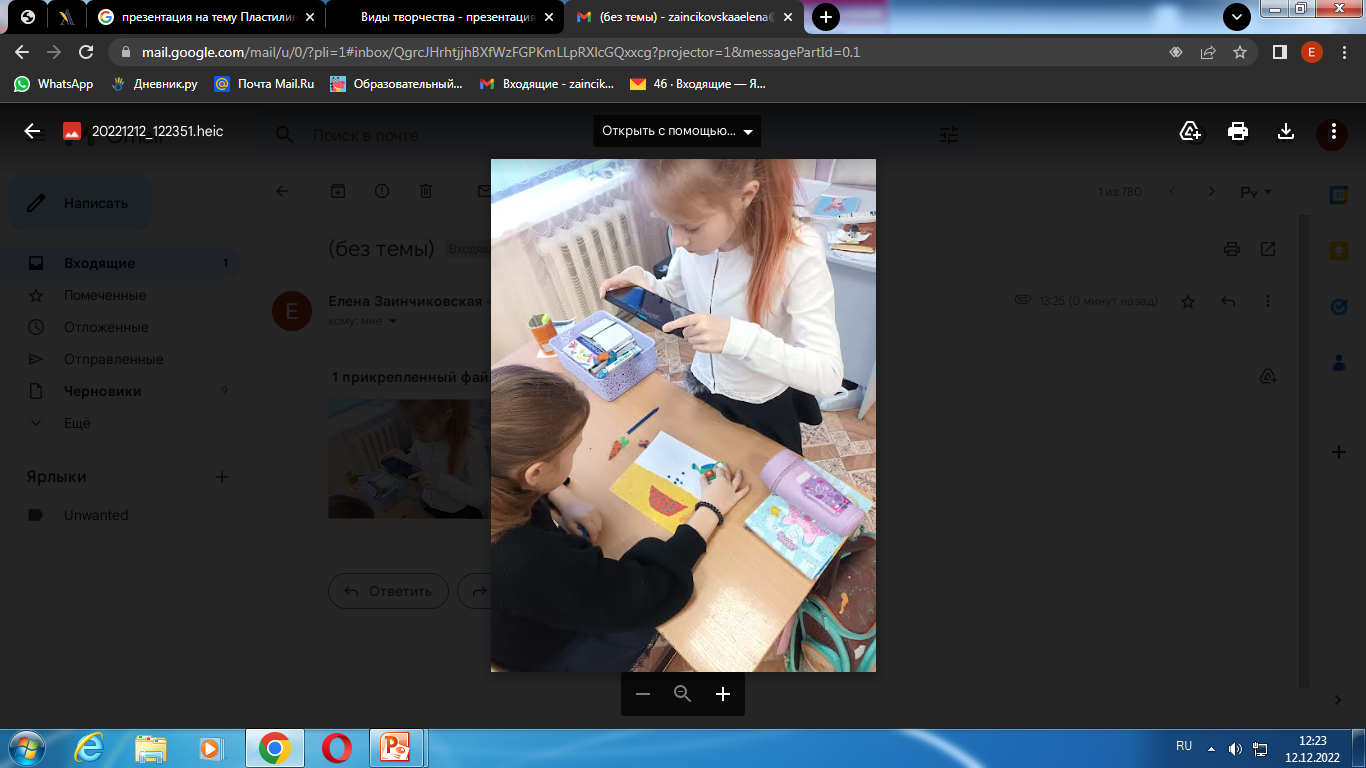 презентация на тему Пластилин
Виды творчества - презентация
(без темы) - zaincikovskaaelena@
mail.google.com/mail/u/0/?pli=1#inbox/QgrcJHrhtjjhBXfWzFGPKmLLpRXlcGQxxcg?projector=1&messagePartId=0.1
E
WhatsApp
Дневник.ру
Почта Mail.Ru
Образовательный...
Входящие - zaincik...
46 · Входящие — Я...
20221212_122351.heic
Открыть с помощью...
Поиск в почте
Написать
1 из 780
Ру
(без темы)
Входящие
1
Помеченные
E
Елена Заинчиковская
13:25 (0 минут назад)
кому: мне
Отложенные
Отправленные
1 прикрепленный фай
Черновики
9
Ещё
Ярлыки
Unwanted
Ответить
RU
12:23
12.12.2022